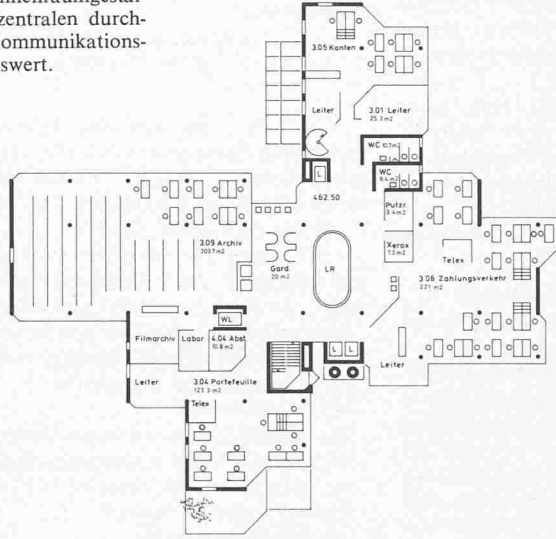 zentralen durch-
ommunikations-
swert.
3.05 Konten
Leiter
3.01 Leiter
25.3 m2
WC 10.7 m2
WC
L
462.50
Putzr.
9.4 m2
3.09 Archiv
Xerox
7.3 m2
Telex
Gard.
20 m2
LR
3.06 Zahlungsverkehr
221 m2
WL
Filmarchiv
Labor
4.04 Abst.
10.8 m2
L
L
Leiter
Leiter
3.04 Portefeuille
123.3 m2
Telex